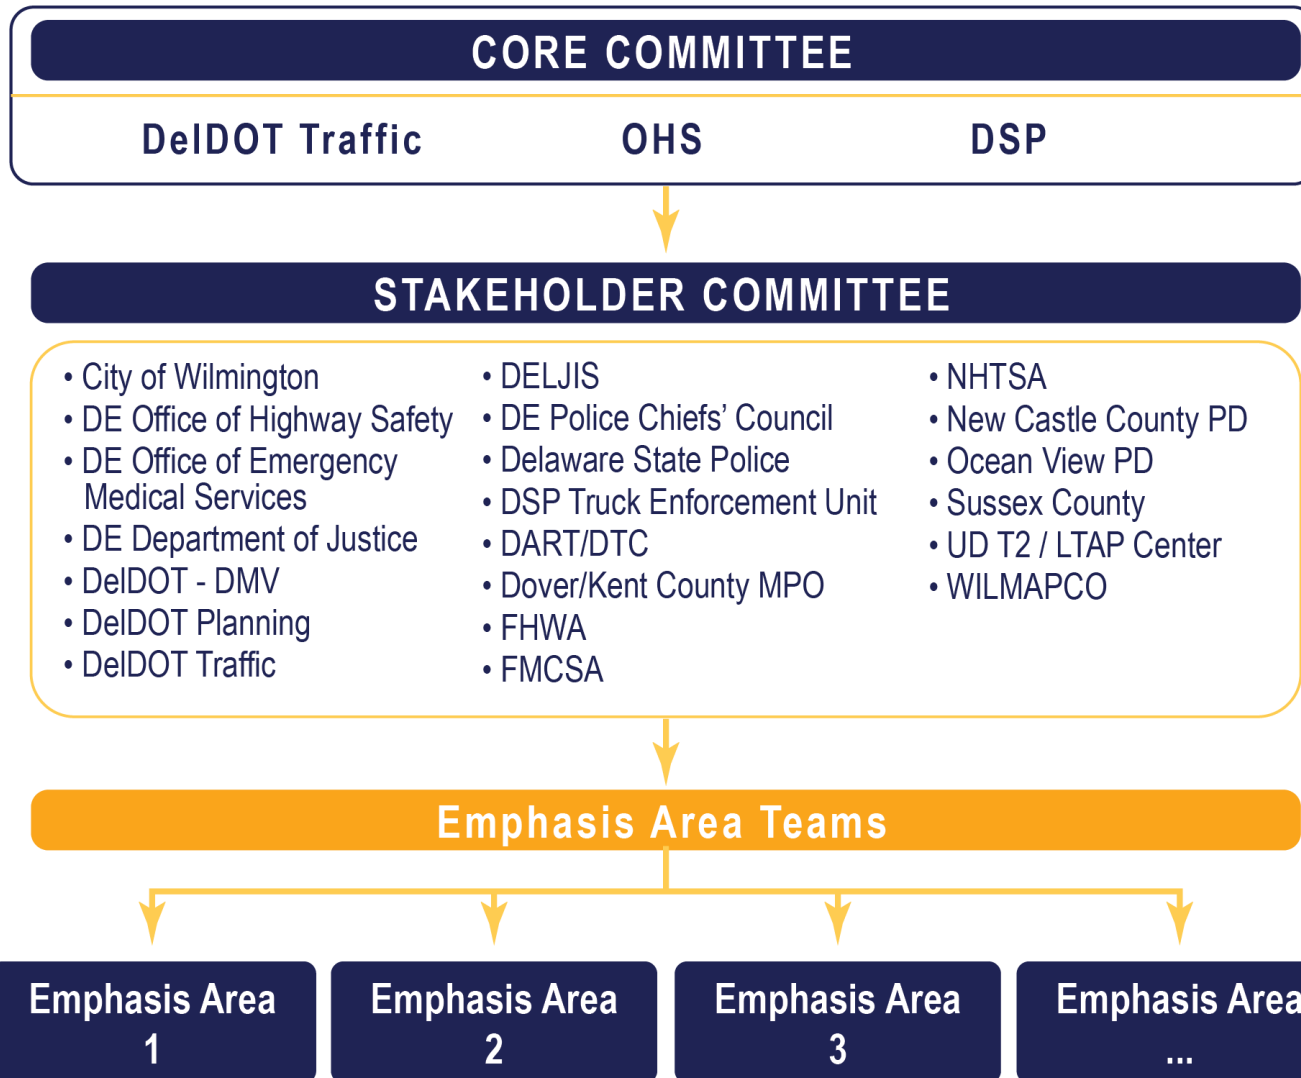 CORE COMMITTEE
DelDOT Traffic OHS DSP
STAKEHOLDER COMMITTEE
• City of Wilmington
• DE Office of Highway Safety
• DE Office of Emergency
Medical Services
• DE Department of Justice
• DelDOT - DMV
• DelDOT Planning
• DelDOT Traffic
• DELJIS
• DE Police Chiefs’ Council
• Delaware State Police
• DSP Truck Enforcement Unit
• DART/DTC
• Dover/Kent County MPO
• FHWA
• FMCSA
• NHTSA
• New Castle County PD
• Ocean View PD
• Sussex County
• UD T2 / LTAP Center
• WILMAPCO
Emphasis Area Teams
Emphasis Area
1
Emphasis Area
2
Emphasis Area
3
Emphasis Area
...